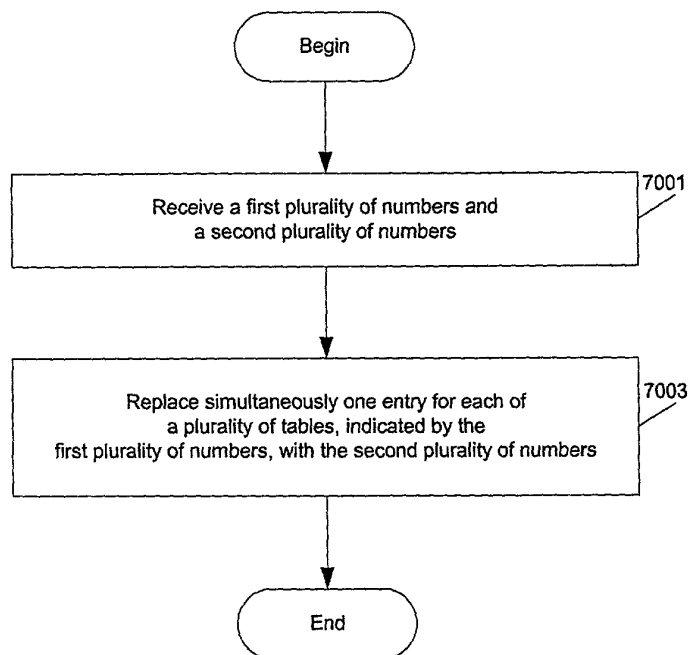 Begin
7001
Receive a first plurality of numbers and
a second plurality of numbers
7003
Replace simultaneously one entry for each of
a plurality of tables, indicated by the
first plurality of numbers, with the second plurality of numbers
End